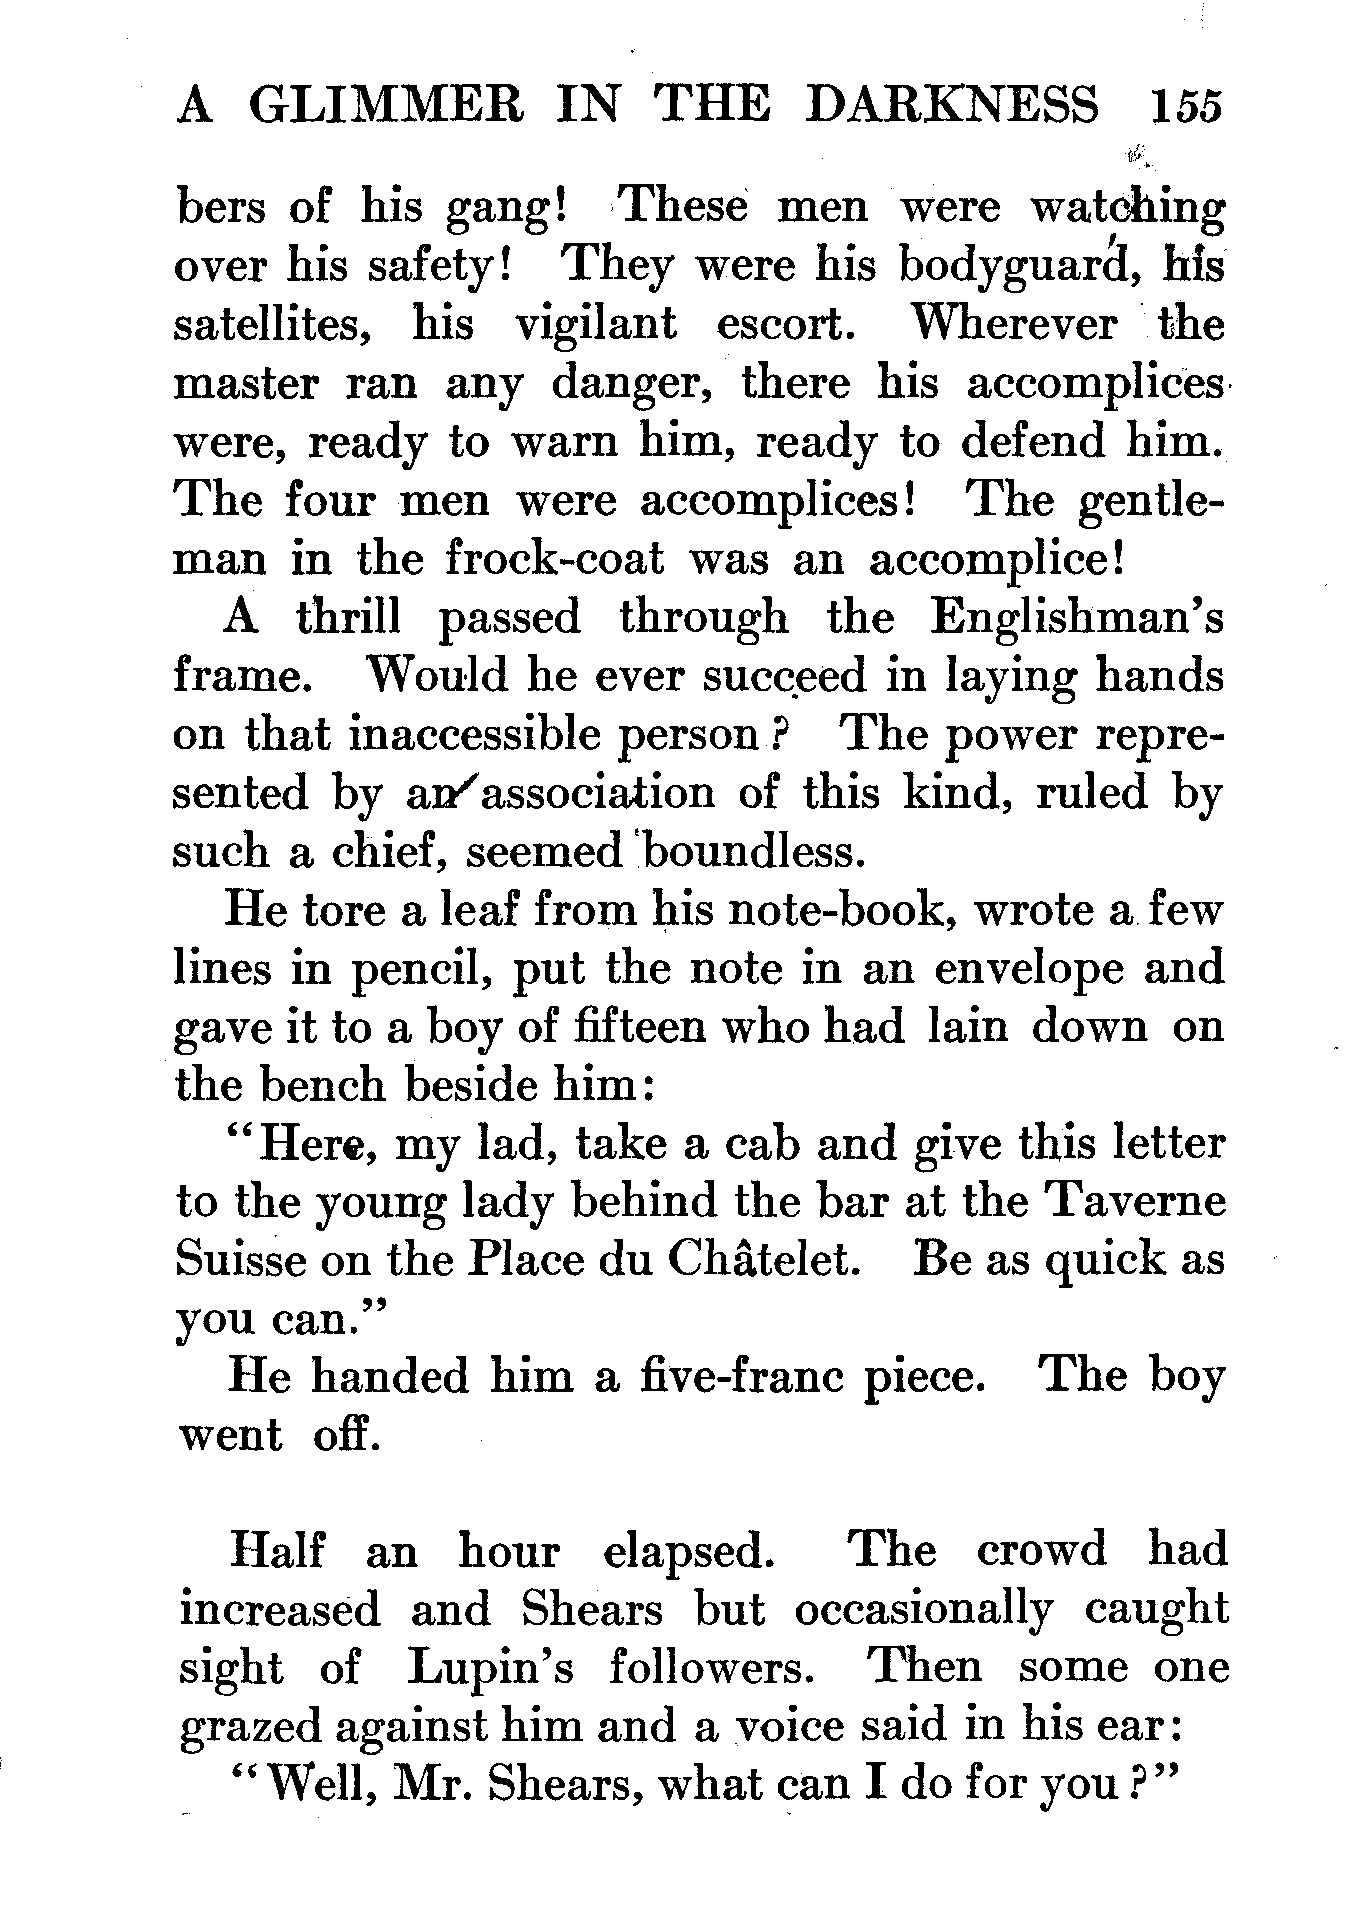 A GLIMMER IN THE DARKNESS 155
bers of his gang! These men were watching
over his safety! They were his bodyguard, his
satellites, his vigilant escort. Wherever the
master ran any danger, there his accomplices
were, ready to warn him, ready to defend him.
The four men were accomplices! The gentle-
man in the frock-coat was an accomplice!
A thrill passed through the Englishman's
frame. Would he ever succeed in laying hands
on that inaccessible person? The power repre-
sented by an association of this kind, ruled by
such a chief, seemed boundless.
He tore a leaf from his note-book, wrote a few
lines in pencil, put the note in an envelope and
gave it to a boy of fifteen who had lain down on
the bench beside him:
"Here, my lad, take a cab and give this letter
to the young lady behind the bar at the Taverne
Suisse on the Place du Châtelet. Be as quick as
you can."
He handed him a five-franc piece. The boy
went off.
Half an hour elapsed. The crowd had
increased and Shears but occasionally caught
sight of Lupin's followers. Then some one
grazed against him and a voice said in his ear:
"Well, Mr. Shears, what can I do for you?"